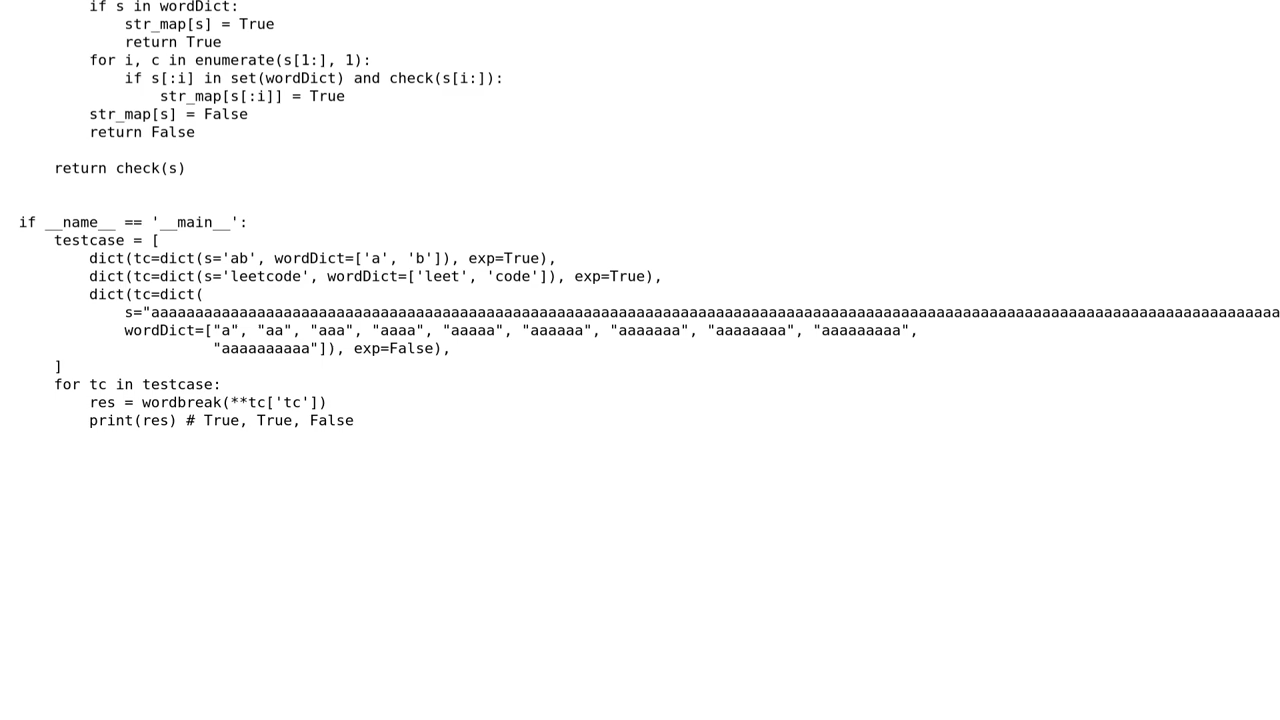 if s in wordDict:
            str_map[s] = True
            return True
        for i, c in enumerate(s[1:], 1):
            if s[:i] in set(wordDict) and check(s[i:]):
                str_map[s[:i]] = True
        str_map[s] = False
        return False

    return check(s)


if __name__ == '__main__':
    testcase = [
        dict(tc=dict(s='ab', wordDict=['a', 'b']), exp=True),
        dict(tc=dict(s='leetcode', wordDict=['leet', 'code']), exp=True),
        dict(tc=dict(
            s="aaaaaaaaaaaaaaaaaaaaaaaaaaaaaaaaaaaaaaaaaaaaaaaaaaaaaaaaaaaaaaaaaaaaaaaaaaaaaaaaaaaaaaaaaaaaaaaaaaaaaaaaaaaaaaaaaaaaaaaaaaaaaaaa
            wordDict=["a", "aa", "aaa", "aaaa", "aaaaa", "aaaaaa", "aaaaaaa", "aaaaaaaa", "aaaaaaaaa",
                      "aaaaaaaaaa"]), exp=False),
    ]
    for tc in testcase:
        res = wordbreak(**tc['tc'])
        print(res) # True, True, False